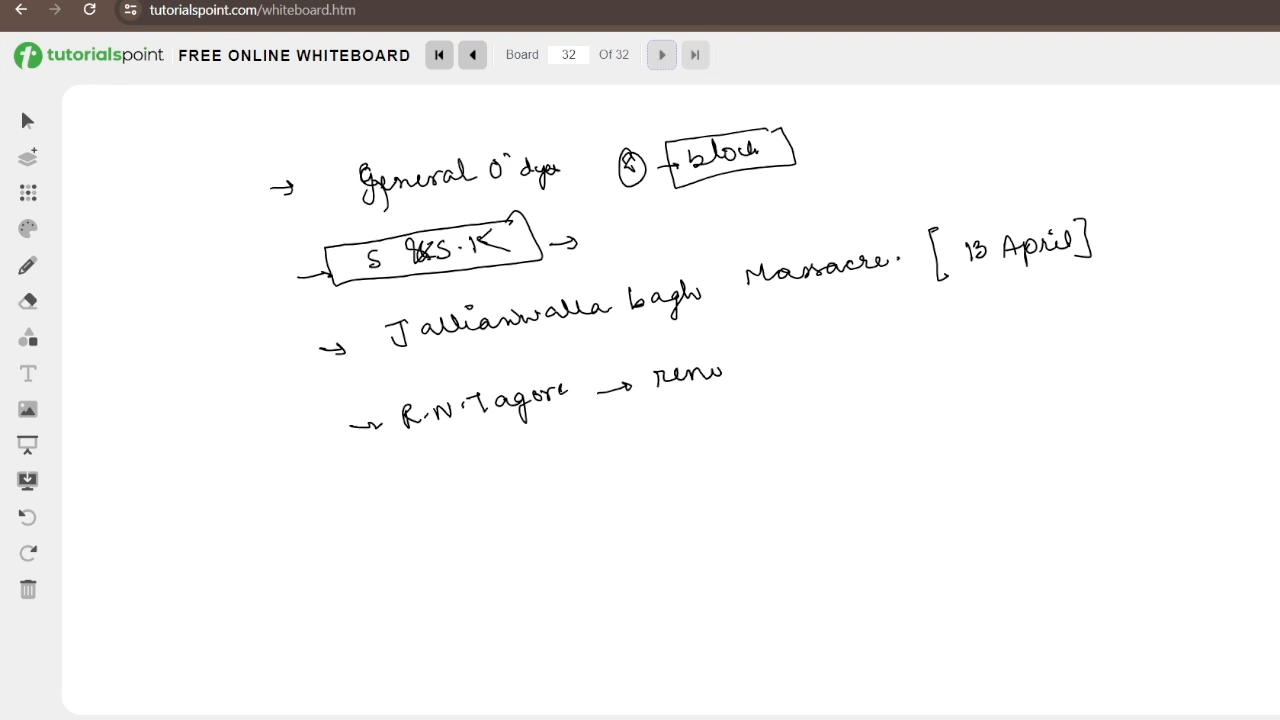 tutorialspoint.com/whiteboard.htm
tutorialspoint FREE ONLINE WHITEBOARD Board 32 Of 32
→ General O' dyer → block
→ S S.K →
→ Jallianwalla bagh Massacre. [13 April]
→ R.N.Tagore → reno